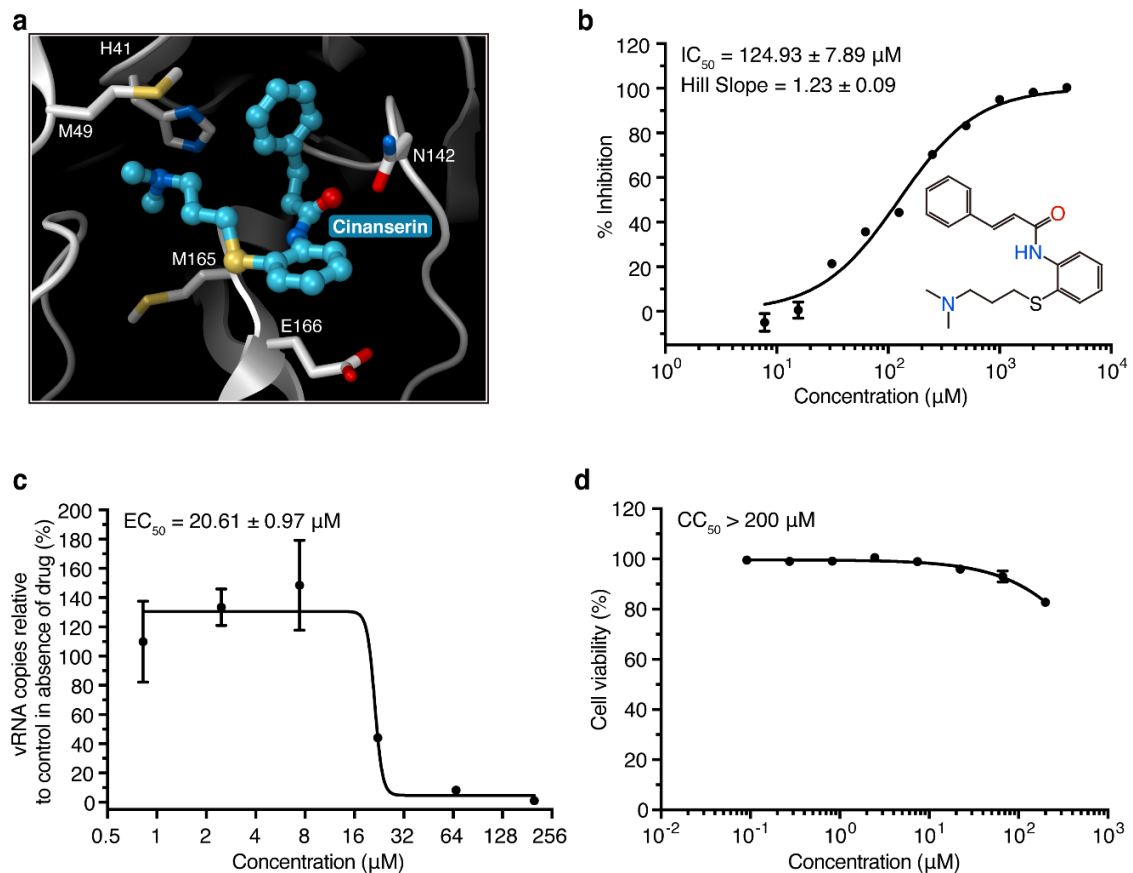 a
H41
M49
N142
Cinanserin
M165
E166
b
IC50 = 124.93 ± 7.89 µM
Hill Slope = 1.23 ± 0.09
120
100
80
60
40
20
0
% Inhibition
O
HN
N
S
10^0 10^1 10^2 10^3 10^4
Concentration (µM)
c
EC50 = 20.61 ± 0.97 µM
200
180
160
140
120
100
80
60
40
20
0
vRNA copies relative
to control in absence of drug (%)
0.5 1 2 4 8 16 32 64 128 256
Concentration (µM)
d
CC50 > 200 µM
120
100
80
60
40
20
0
Cell viability (%)
10^-2 10^-1 10^0 10^1 10^2 10^3
Concentration (µM)